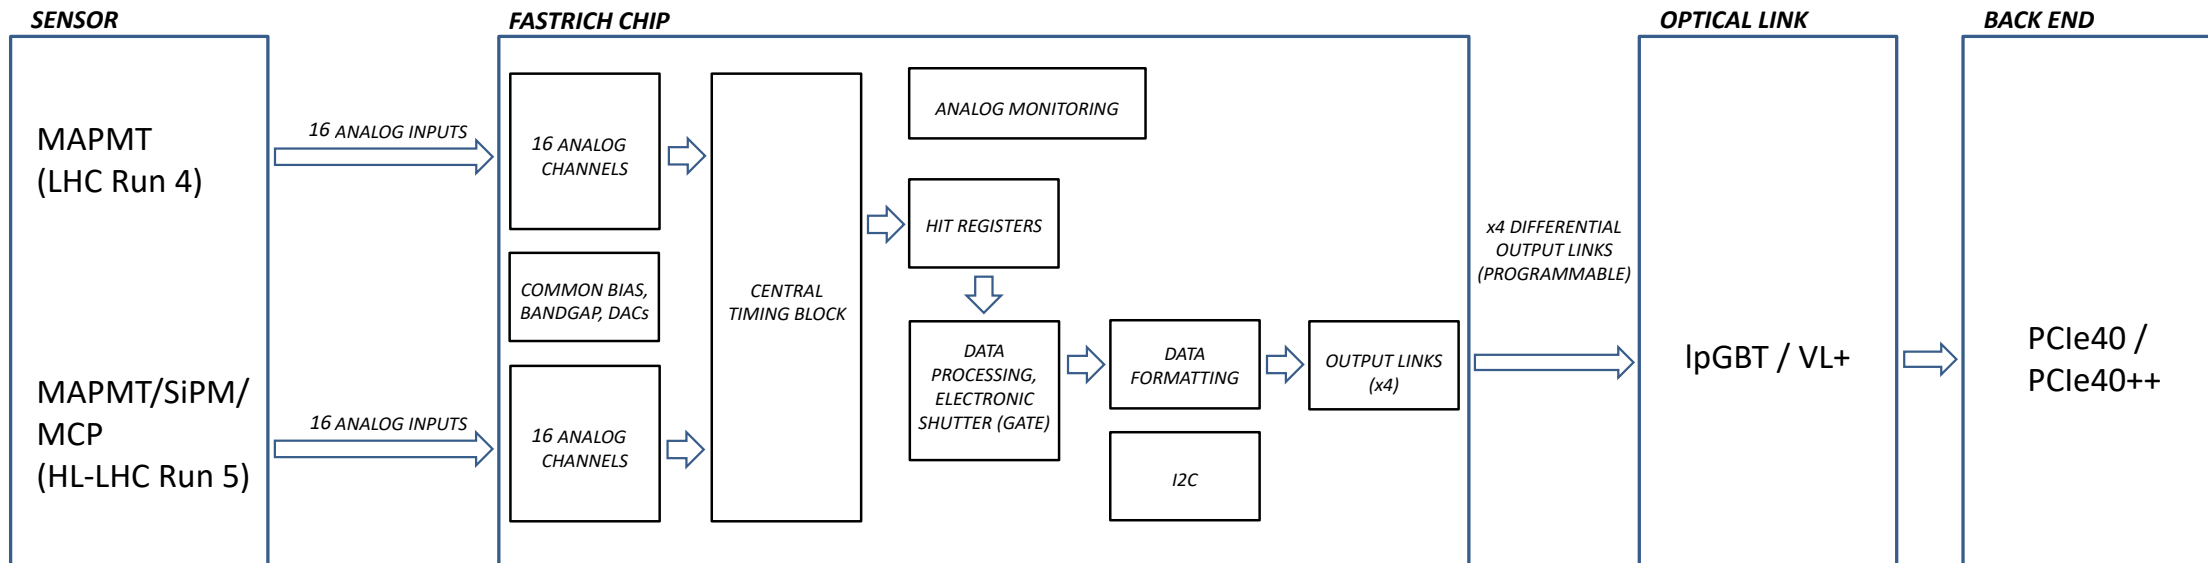 SENSOR
FASTRICH CHIP
OPTICAL LINK
BACK END
MAPMT
(LHC Run 4)
16 ANALOG INPUTS
16 ANALOG
CHANNELS
ANALOG MONITORING
HIT REGISTERS
x4 DIFFERENTIAL
OUTPUT LINKS
(PROGRAMMABLE)
COMMON BIAS,
BANDGAP, DACs
CENTRAL
TIMING BLOCK
DATA
PROCESSING,
ELECTRONIC
SHUTTER (GATE)
DATA
FORMATTING
OUTPUT LINKS
(x4)
lpGBT / VL+
PCIe40 /
PCIe40++
MAPMT/SiPM/
MCP
(HL-LHC Run 5)
16 ANALOG INPUTS
16 ANALOG
CHANNELS
I2C